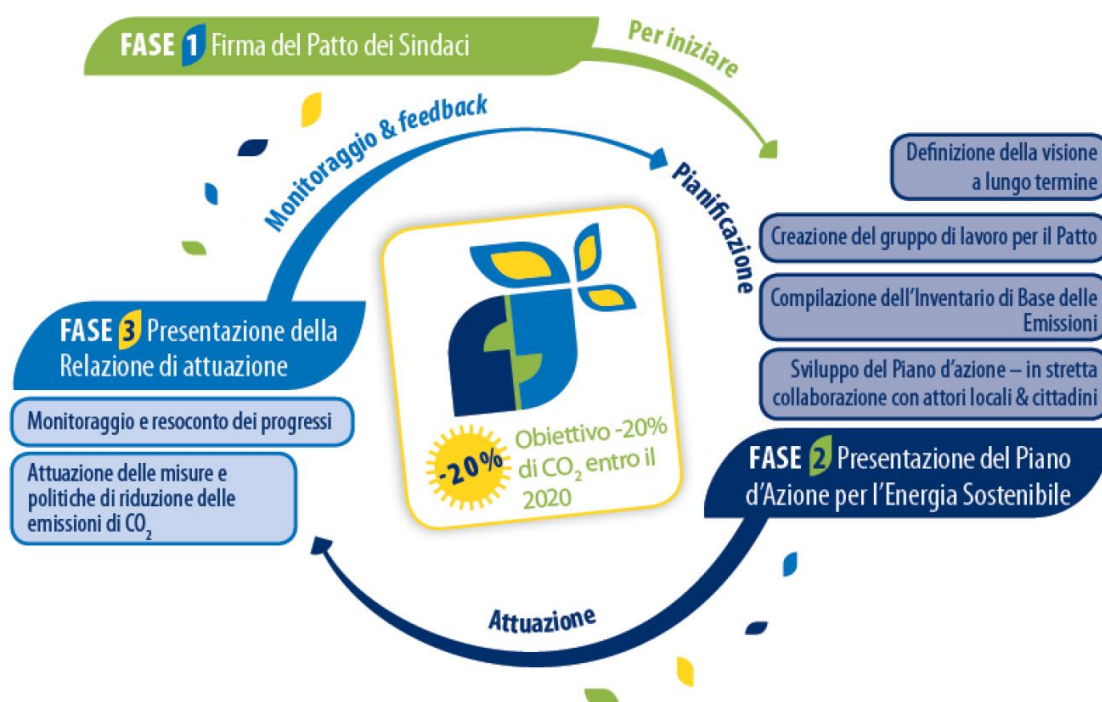 FASE 1 Firma del Patto dei Sindaci
Per iniziare
Monitoraggio & feedback
Pianificazione
Definizione della visione
a lungo termine
Creazione del gruppo di lavoro per il Patto
Compilazione dell'Inventario di Base delle
Emissioni
Sviluppo del Piano d'azione – in stretta
collaborazione con attori locali & cittadini
FASE 2 Presentazione del Piano
d'Azione per l'Energia Sostenibile
Attuazione
FASE 3 Presentazione della
Relazione di attuazione
Monitoraggio e resoconto dei progressi
Attuazione delle misure e
politiche di riduzione delle
emissioni di CO₂
-20%
Obiettivo -20%
di CO₂ entro il
2020